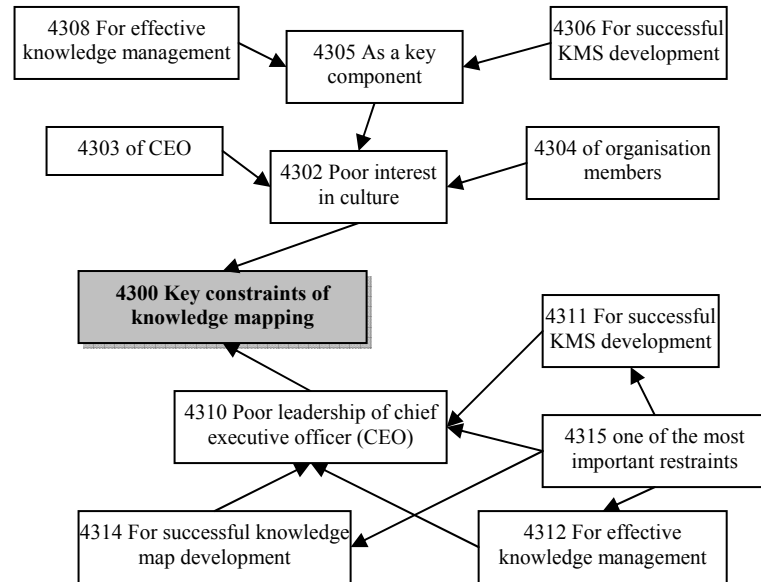 4308 For effective
knowledge management
4305 As a key
component
4306 For successful
KMS development
4303 of CEO
4302 Poor interest
in culture
4304 of organisation
members
4300 Key constraints of
knowledge mapping
4311 For successful
KMS development
4310 Poor leadership of chief
executive officer (CEO)
4315 one of the most
important restraints
4314 For successful knowledge
map development
4312 For effective
knowledge management